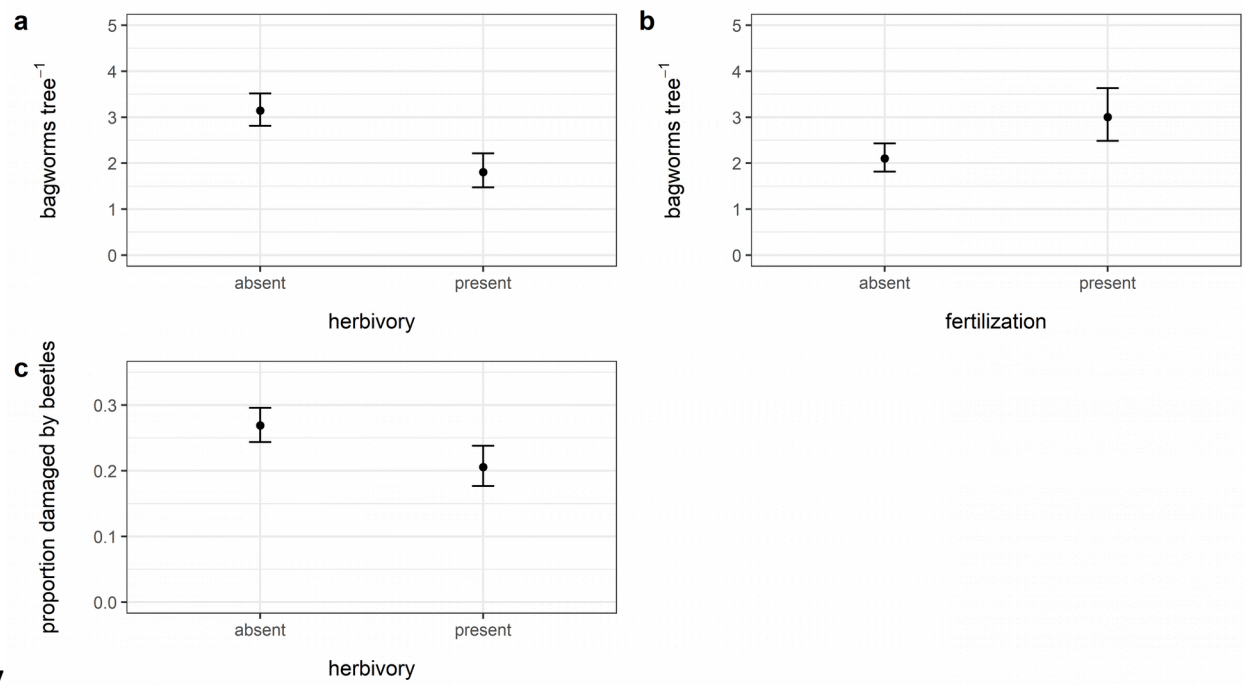 a
5
4
3
2
1
0
bagworms tree⁻¹
absent present
herbivory
b
5
4
3
2
1
0
bagworms tree⁻¹
absent present
fertilization
c
0.3
0.2
0.1
0.0
proportion damaged by beetles
absent present
herbivory